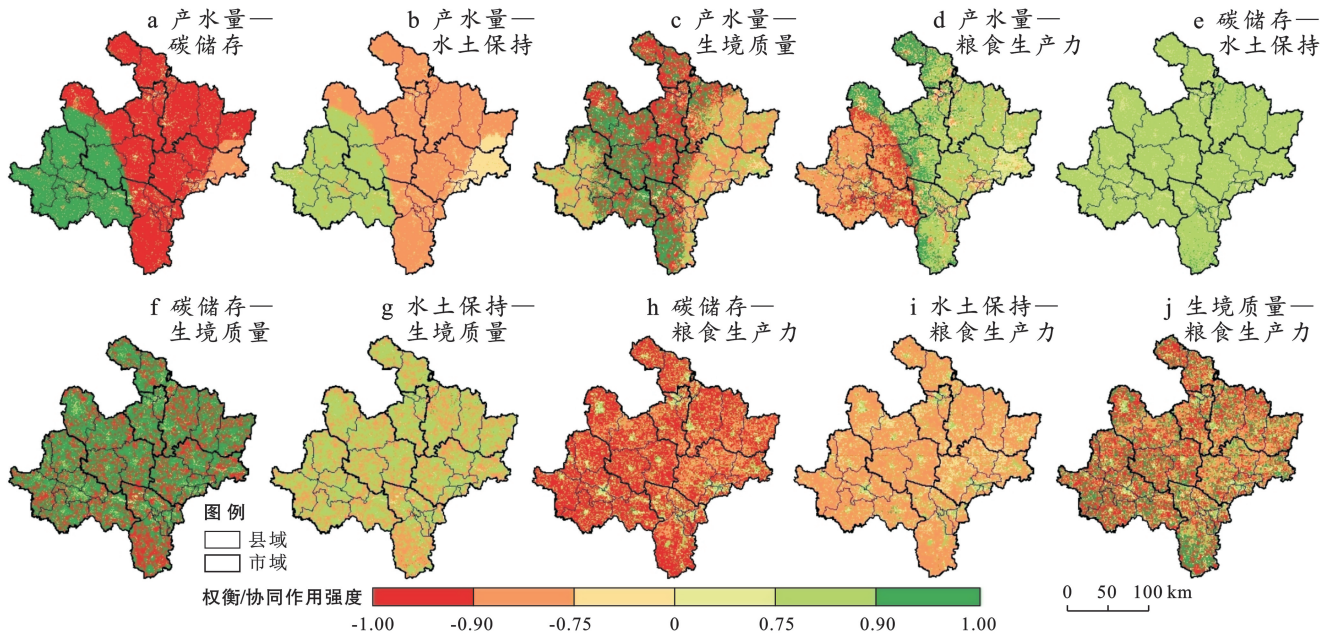 a 产水量—
碳储存
b 产水量—
水土保持
c 产水量—
生境质量
d 产水量—
粮食生产力
e 碳储存—
水土保持
f 碳储存—
生境质量
g 水土保持—
生境质量
h 碳储存—
粮食生产力
i 水土保持—
粮食生产力
j 生境质量—
粮食生产力
图例
县域
市域
权衡/协同作用强度
-1.00 -0.90 -0.75 0 0.75 0.90 1.00
0 50 100 km